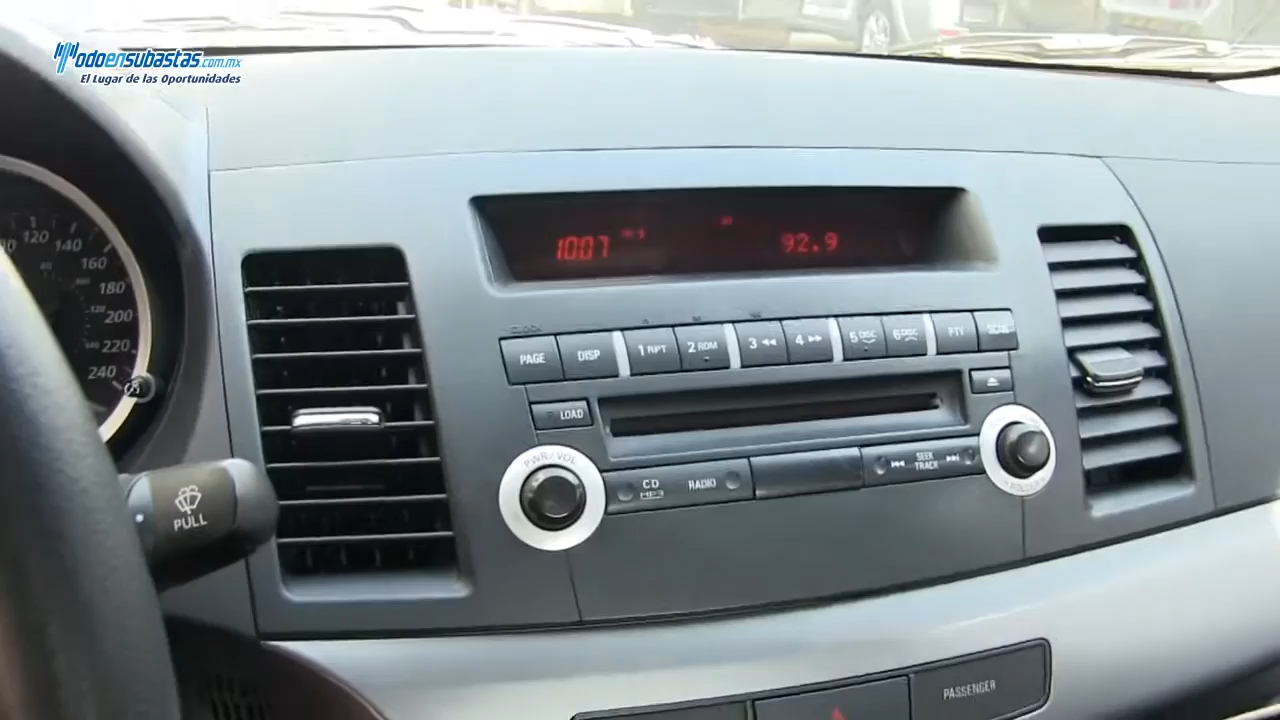 Todoensubastas.com.mx
El Lugar de las Oportunidades
120
140
160
180
200
220
240
1007
92.9
CLOCK
PAGE
DISP
1 RPT
2 RDM
3
4
5 DISC
6 DISC
PTY
SCAN
LOAD
PWR/VOL
CD
MP3
RADIO
SEEK
TRACK
PULL
PASSENGER